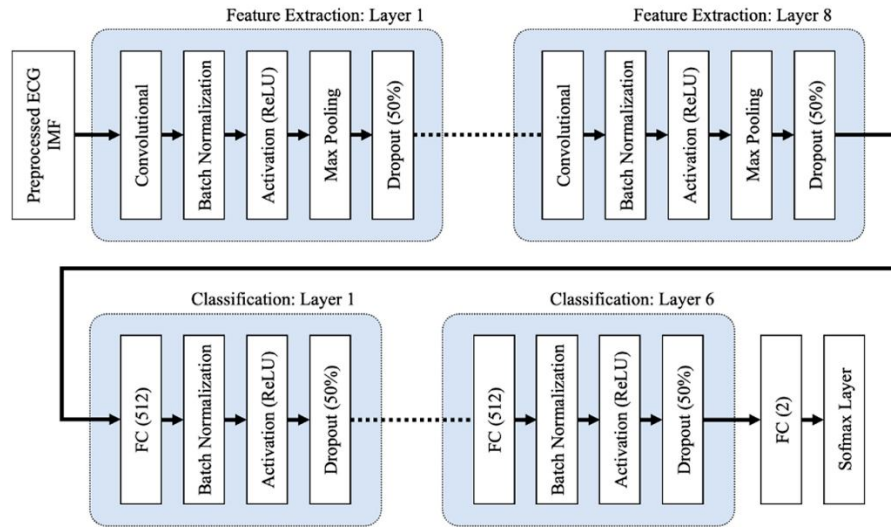 Feature Extraction: Layer 1
Feature Extraction: Layer 8
Preprocessed ECG
IMF
Convolutional
Batch Normalization
Activation (ReLU)
Max Pooling
Dropout (50%)
Convolutional
Batch Normalization
Activation (ReLU)
Max Pooling
Dropout (50%)
Classification: Layer 1
Classification: Layer 6
FC (512)
Batch Normalization
Activation (ReLU)
Dropout (50%)
FC (512)
Batch Normalization
Activation (ReLU)
Dropout (50%)
FC (2)
Sofmax Layer